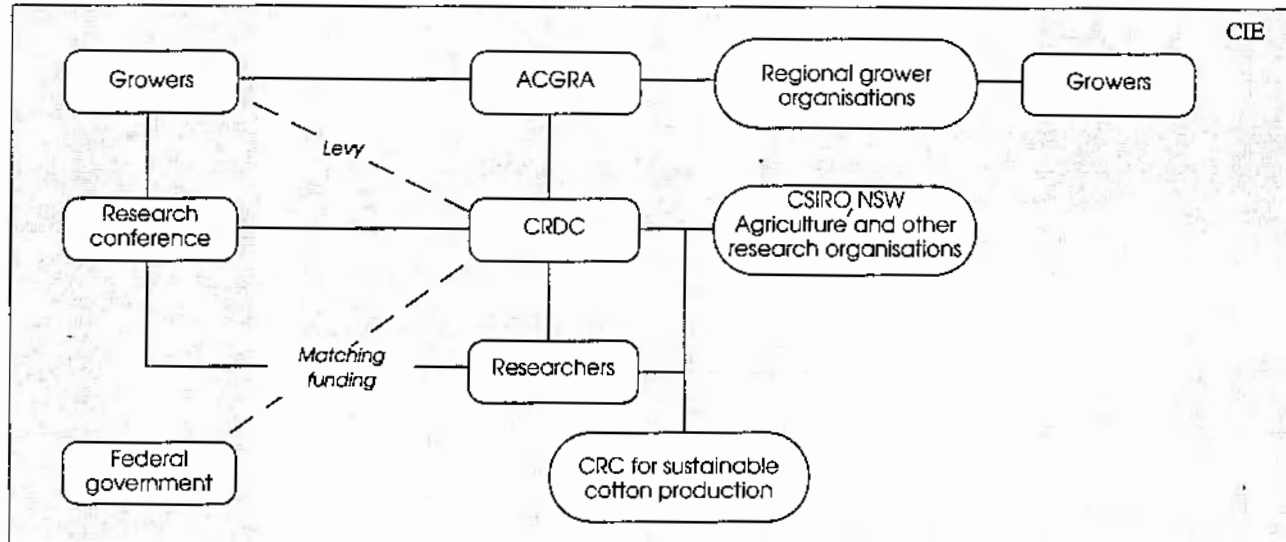 CIE
Growers
ACGRA
Regional grower
organisations
Growers
Levy
Research
conference
CRDC
CSIRO, NSW
Agriculture and other
research organisations
Matching
funding
Researchers
Federal
government
CRC for sustainable
cotton production